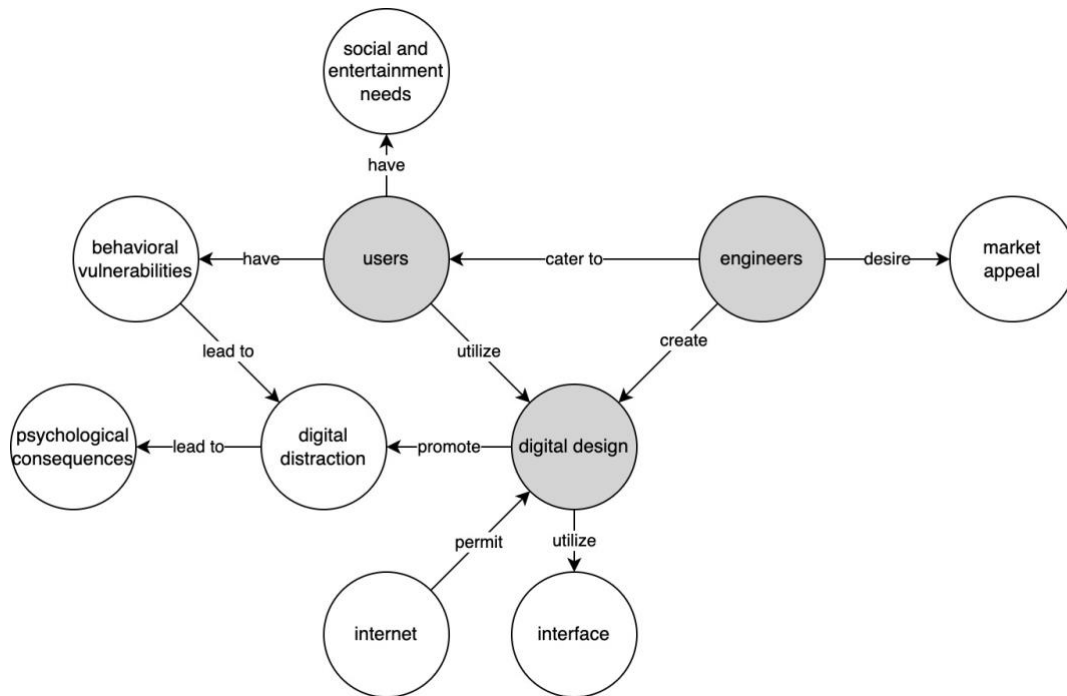 social and
entertainment
needs
have
behavioral
vulnerabilities
have
users
cater to
engineers
desire
market
appeal
lead to
utilize
create
psychological
consequences
lead to
digital
distraction
promote
digital design
permit
utilize
internet
interface